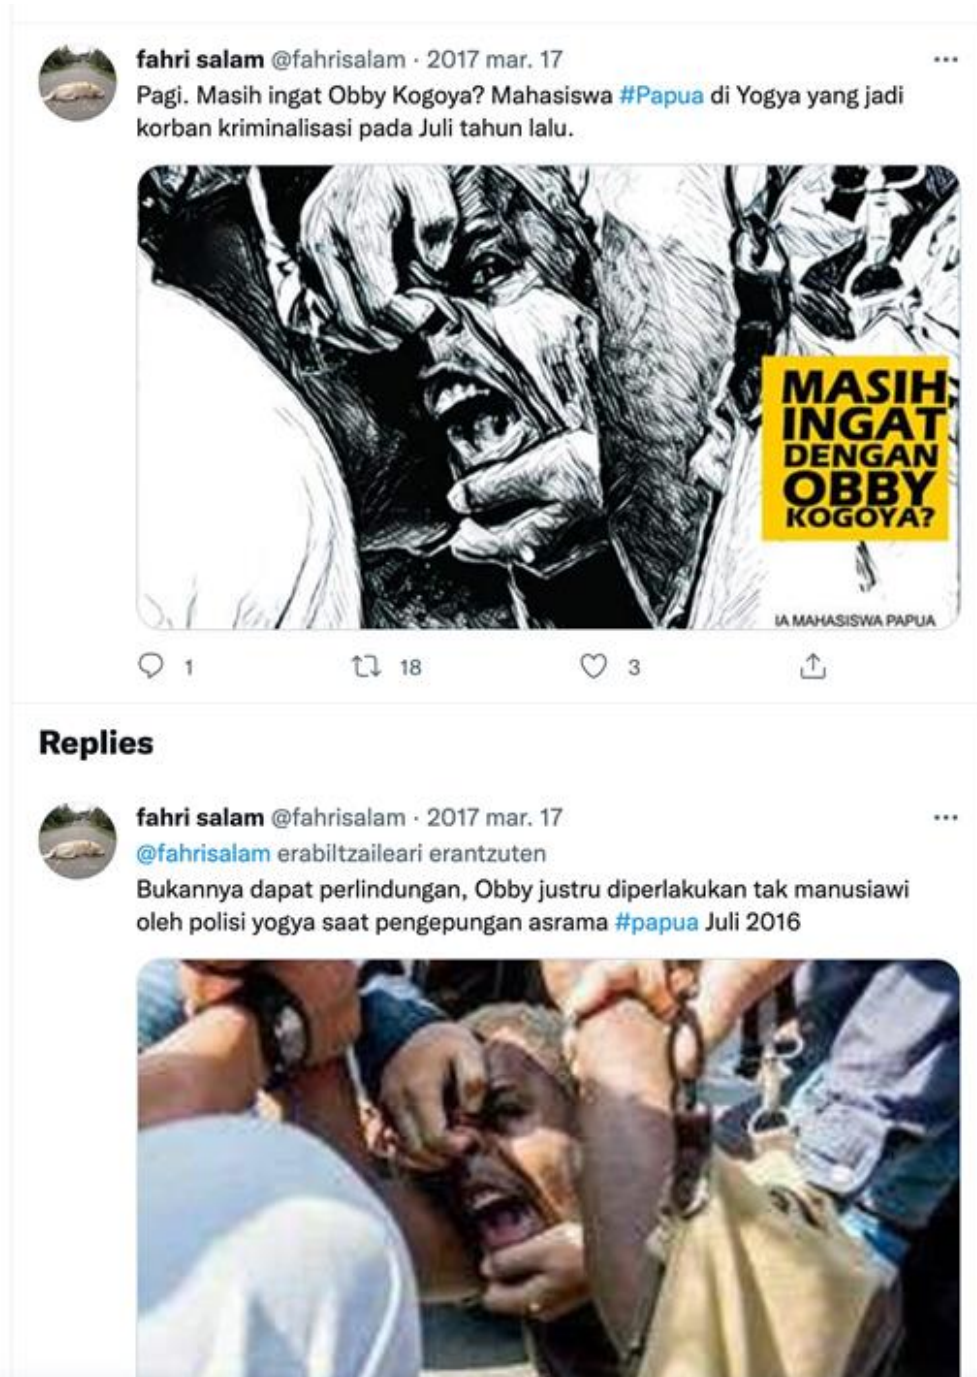 fahri salam @fahrisalam · 2017 mar. 17
Pagi. Masih ingat Obby Kogoya? Mahasiswa #Papua di Yogya yang jadi
korban kriminalisasi pada Juli tahun lalu.
MASIH
INGAT
DENGAN
OBBY
KOGOYA?
IA MAHASISWA PAPUA
1 18 3
Replies
fahri salam @fahrisalam · 2017 mar. 17
@fahrisalam erabiltzaileari erantzuten
Bukannya dapat perlindungan, Obby justru diperlakukan tak manusiawi
oleh polisi yogya saat pengepungan asrama #papua Juli 2016